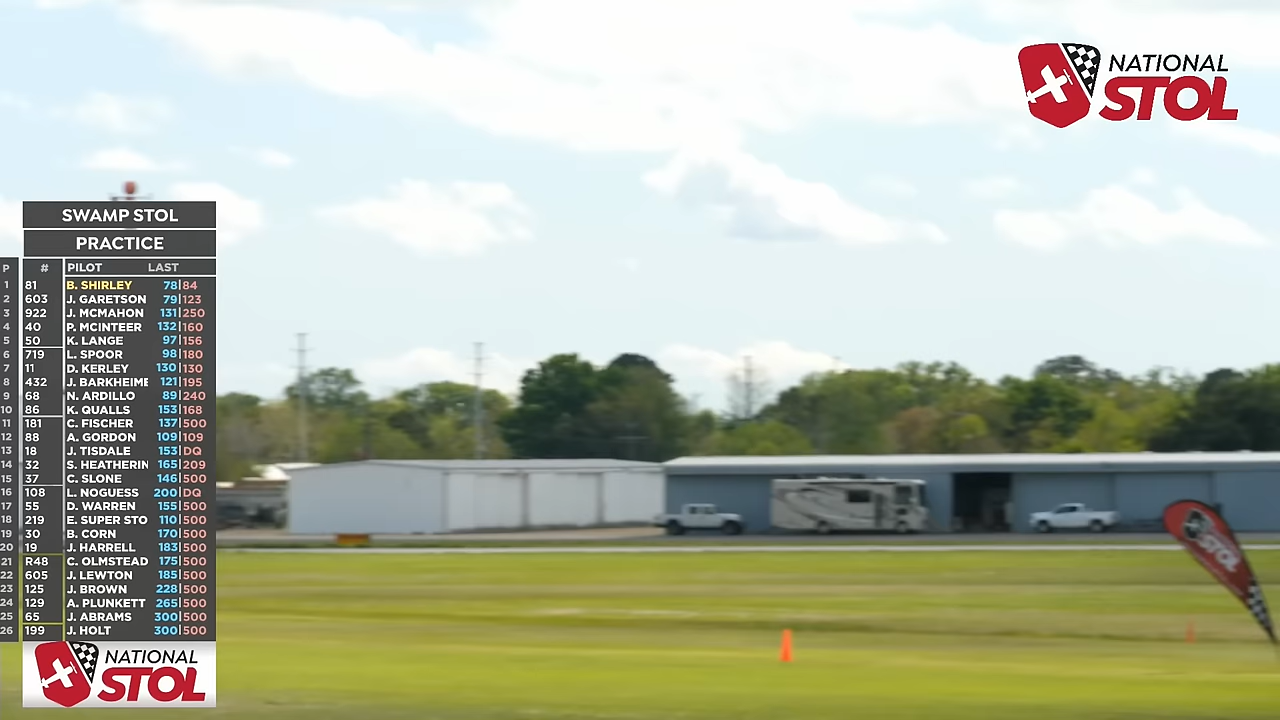 NATIONAL
STOL
SWAMP STOL
PRACTICE
P # PILOT LAST
1 81 B. SHIRLEY 78 84
2 603 J. GARETSON 79 123
3 922 J. MCMAHON 131 250
4 40 P. MCINTEER 132 160
5 50 K. LANGE 97 156
6 719 L. SPOOR 98 180
7 11 D. KERLEY 130 130
8 432 J. BARKHEIME 121 195
9 68 N. ARDILLO 89 240
10 86 K. QUALLS 153 168
11 181 C. FISCHER 137 500
12 88 A. GORDON 109 109
13 18 J. TISDALE 153 DQ
14 32 S. HEATHERIN 165 209
15 37 C. SLONE 146 500
16 108 L. NOGUESS 200 DQ
17 55 D. WARREN 155 500
18 219 E. SUPER STO 110 500
19 30 B. CORN 170 500
20 19 J. HARRELL 183 500
21 R48 C. OLMSTEAD 175 500
22 605 J. LEWTON 185 500
23 125 J. BROWN 228 500
24 129 A. PLUNKETT 265 500
25 65 J. ABRAMS 300 500
26 199 J. HOLT 300 500
STOL
NATIONAL
STOL